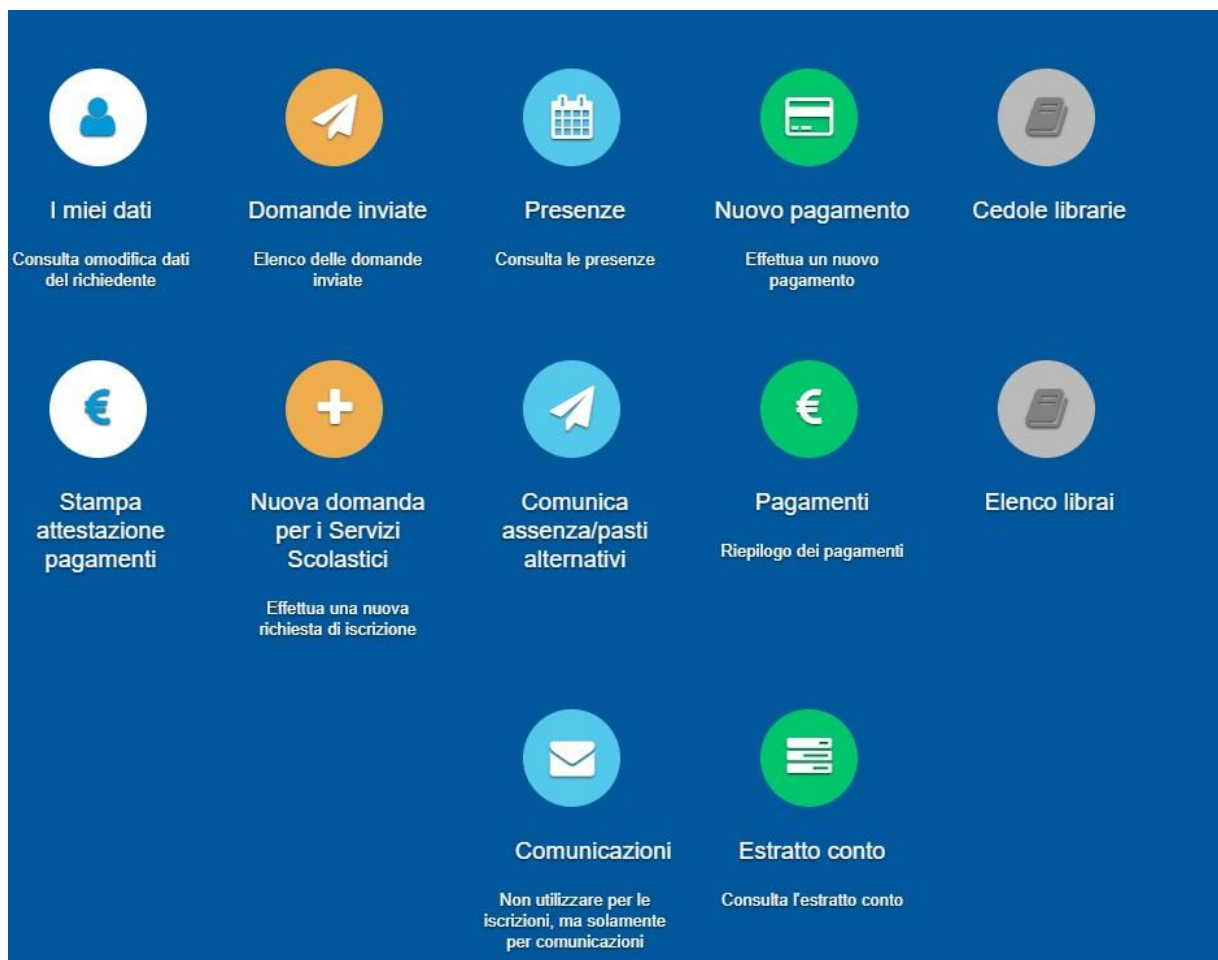 I miei dati
Consulta omodifica dati
del richiedente
Domande inviate
Elenco delle domande
inviate
Presenze
Consulta le presenze
Nuovo pagamento
Effettua un nuovo
pagamento
Cedole librarie
€
Stampa
attestazione
pagamenti
Nuova domanda
per i Servizi
Scolastici
Effettua una nuova
richiesta di iscrizione
Comunica
assenza/pasti
alternativi
€
Pagamenti
Riepilogo dei pagamenti
Elenco librai
Comunicazioni
Non utilizzare per le
iscrizioni, ma solamente
per comunicazioni
Estratto conto
Consulta l'estratto conto